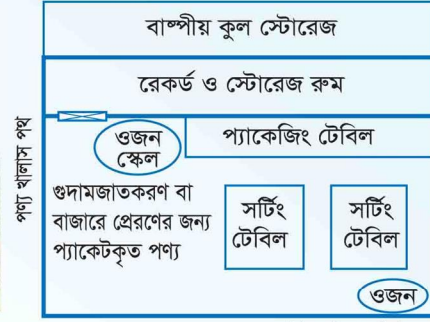 বাষ্পীয় কুল স্টোরেজ
রেকর্ড ও স্টোরেজ রুম
পণ্য খালাস পথ
ওজন
স্কেল
প্যাকেজিং টেবিল
গুদামজাতকরণ বা
বাজারে প্রেরণের জন্য
প্যাকেটকৃত পণ্য
সর্টিং
টেবিল
সর্টিং
টেবিল
ওজন